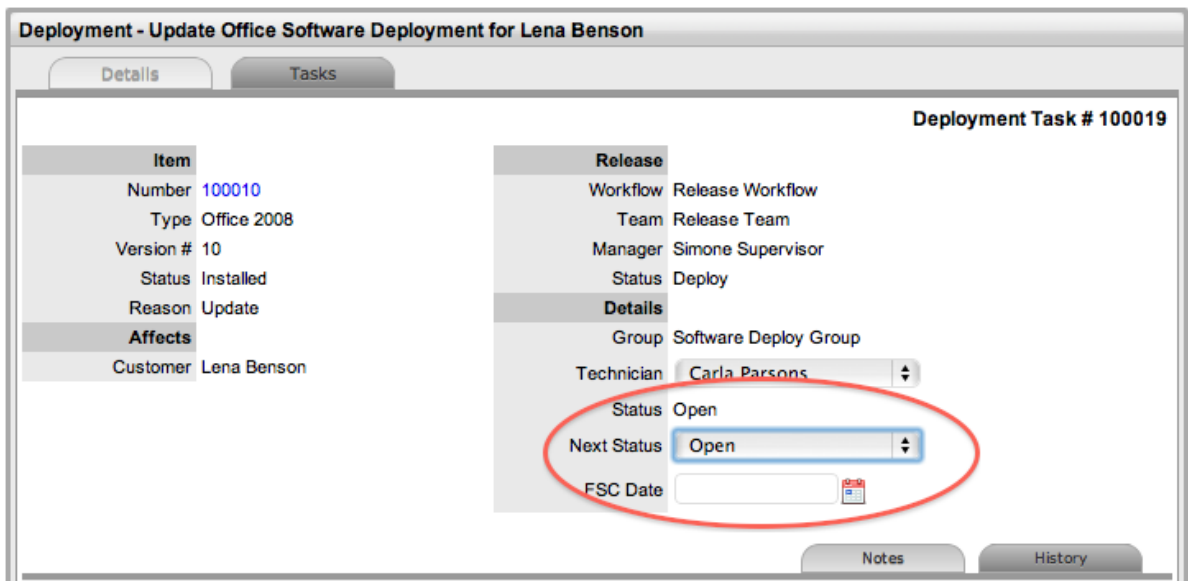 Deployment - Update Office Software Deployment for Lena Benson
Details
Tasks
Deployment Task # 100019
Item
Number 100010
Type Office 2008
Version # 10
Status Installed
Reason Update
Affects
Customer Lena Benson
Release
Workflow Release Workflow
Team Release Team
Manager Simone Supervisor
Status Deploy
Details
Group Software Deploy Group
Technician Carla Parsons
Status Open
Next Status Open
FSC Date
Notes
History